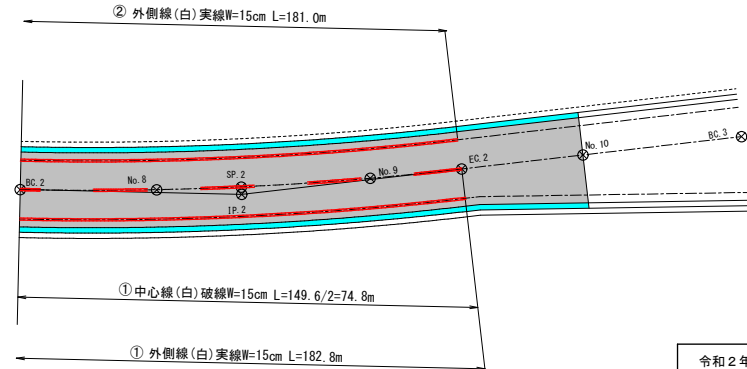 ② 外側線(白)実線W=15cm L=181.0m
BC.3
No.10
EC.2
No.9
SP.2
No.8
BC.2
IP.2
①中心線(白)破線W=15cm L=149.6/2=74.8m
① 外側線(白)実線W=15cm L=182.8m
令和２年